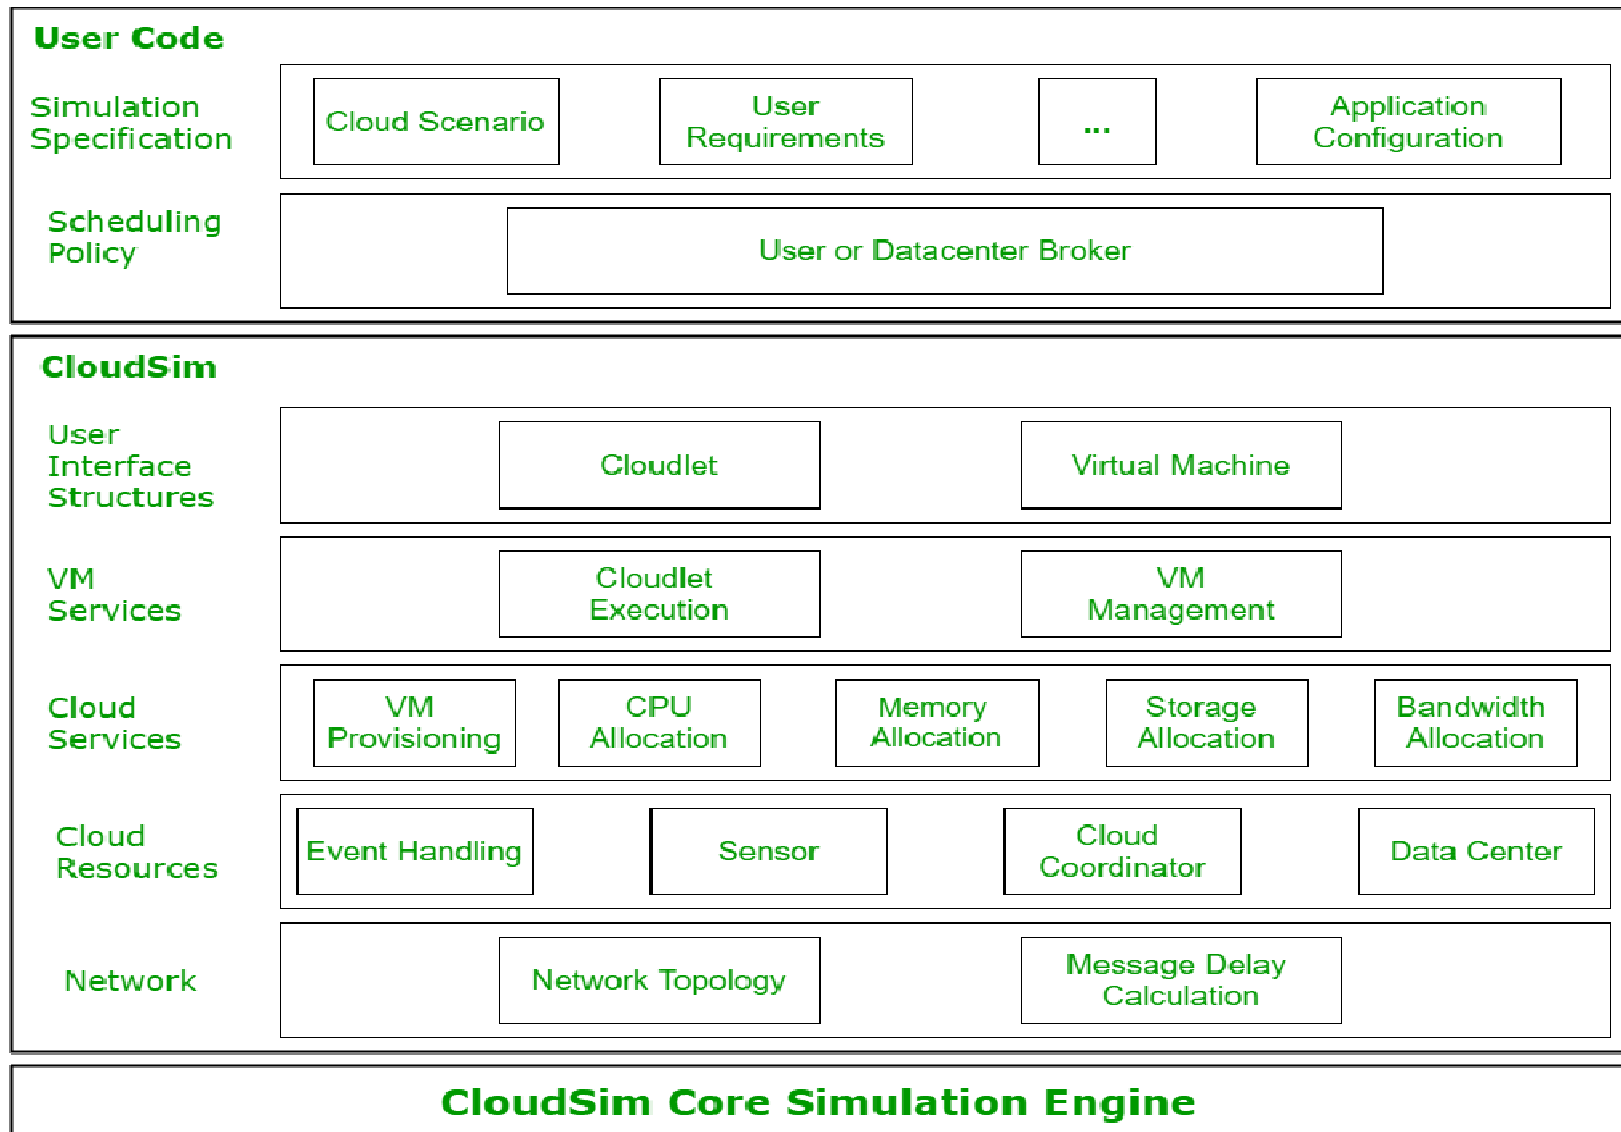 User Code
Simulation
Specification
Cloud Scenario
User
Requirements
...
Application
Configuration
Scheduling
Policy
User or Datacenter Broker
CloudSim
User
Interface
Structures
Cloudlet
Virtual Machine
VM
Services
Cloudlet
Execution
VM
Management
Cloud
Services
VM
Provisioning
CPU
Allocation
Memory
Allocation
Storage
Allocation
Bandwidth
Allocation
Cloud
Resources
Event Handling
Sensor
Cloud
Coordinator
Data Center
Network
Network Topology
Message Delay
Calculation
CloudSim Core Simulation Engine